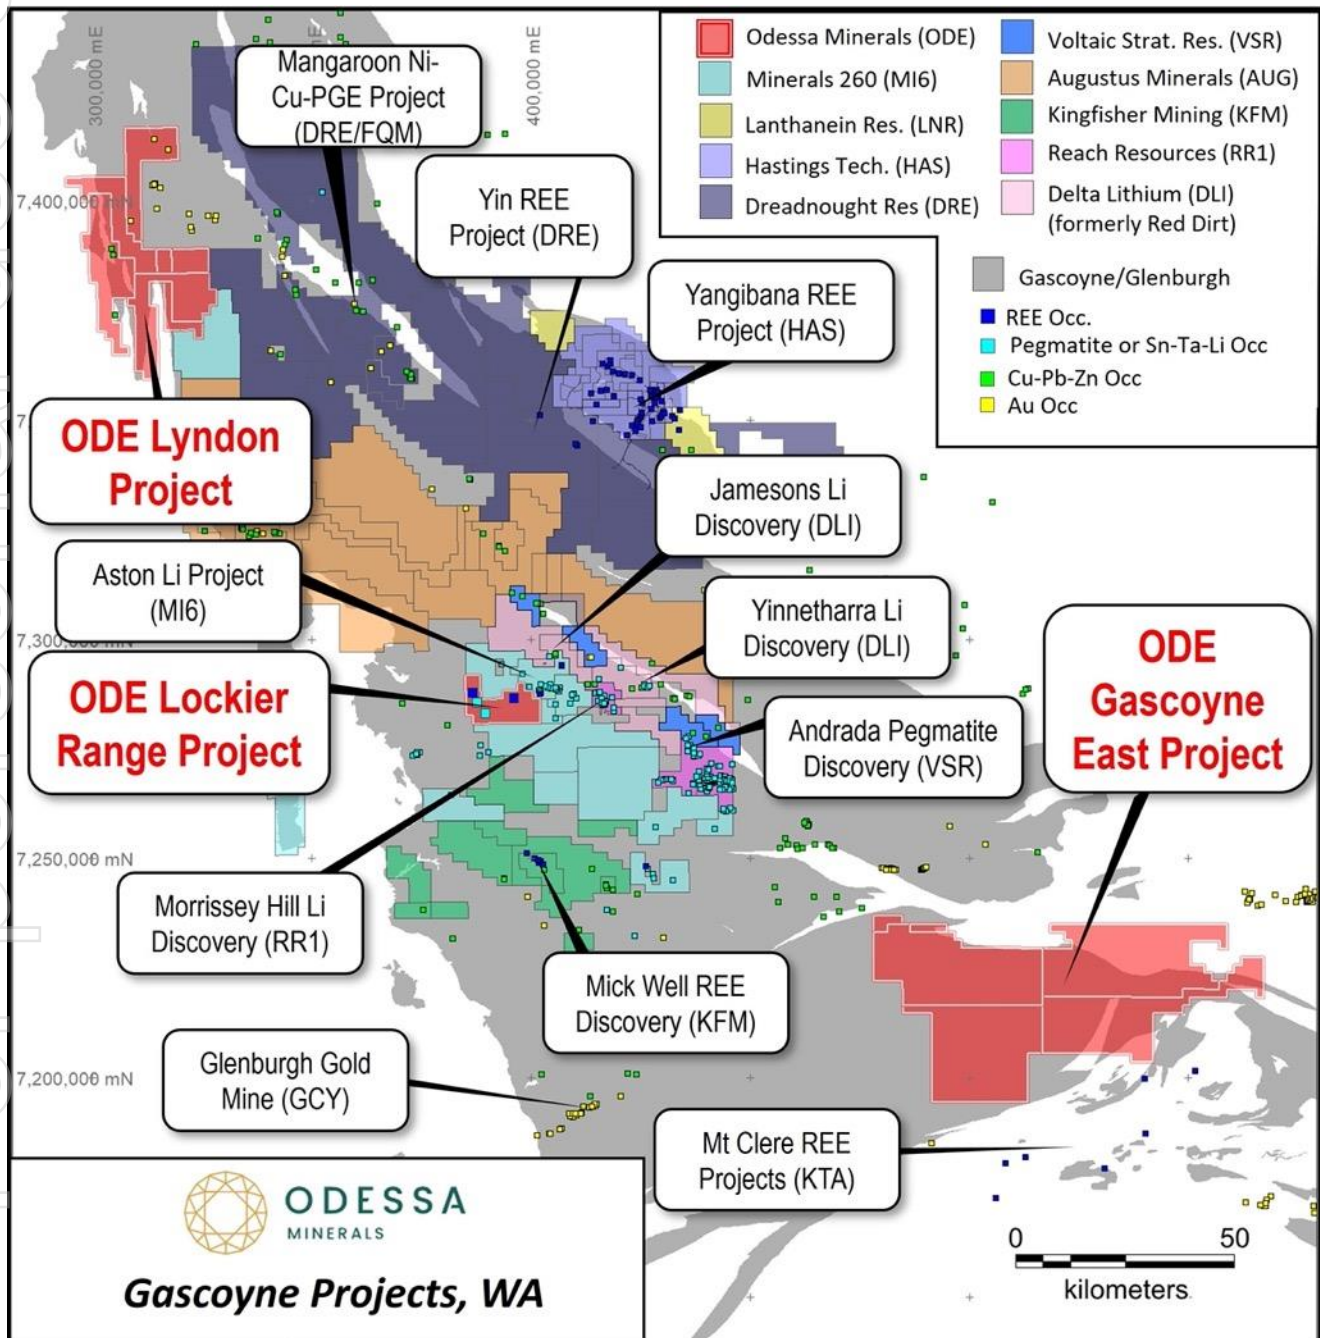 300,000 mE
mE
400,000 mE
Mangaroon Ni-
Cu-PGE Project
(DRE/FQM)
Odessa Minerals (ODE)
Minerals 260 (MI6)
Lanthanein Res. (LNR)
Hastings Tech. (HAS)
Dreadnought Res (DRE)
Voltaic Strat. Res. (VSR)
Augustus Minerals (AUG)
Kingfisher Mining (KFM)
Reach Resources (RR1)
Delta Lithium (DLI)
(formerly Red Dirt)
Gascoyne/Glenburgh
REE Occ.
Pegmatite or Sn-Ta-Li Occ
Cu-Pb-Zn Occ
Au Occ
7,400,000 mN
Yin REE
Project (DRE)
Yangibana REE
Project (HAS)
ODE Lyndon
Project
Jamesons Li
Discovery (DLI)
Aston Li Project
(MI6)
Yinnetharra Li
Discovery (DLI)
7,300,000 mN
ODE Lockier
Range Project
ODE
Gascoyne
East Project
Andrada Pegmatite
Discovery (VSR)
7,250,000 mN
Morrissey Hill Li
Discovery (RR1)
Mick Well REE
Discovery (KFM)
Glenburgh Gold
Mine (GCY)
7,200,000 mN
Mt Clere REE
Projects (KTA)
ODESSA
MINERALS
Gascoyne Projects, WA
0 50
kilometers